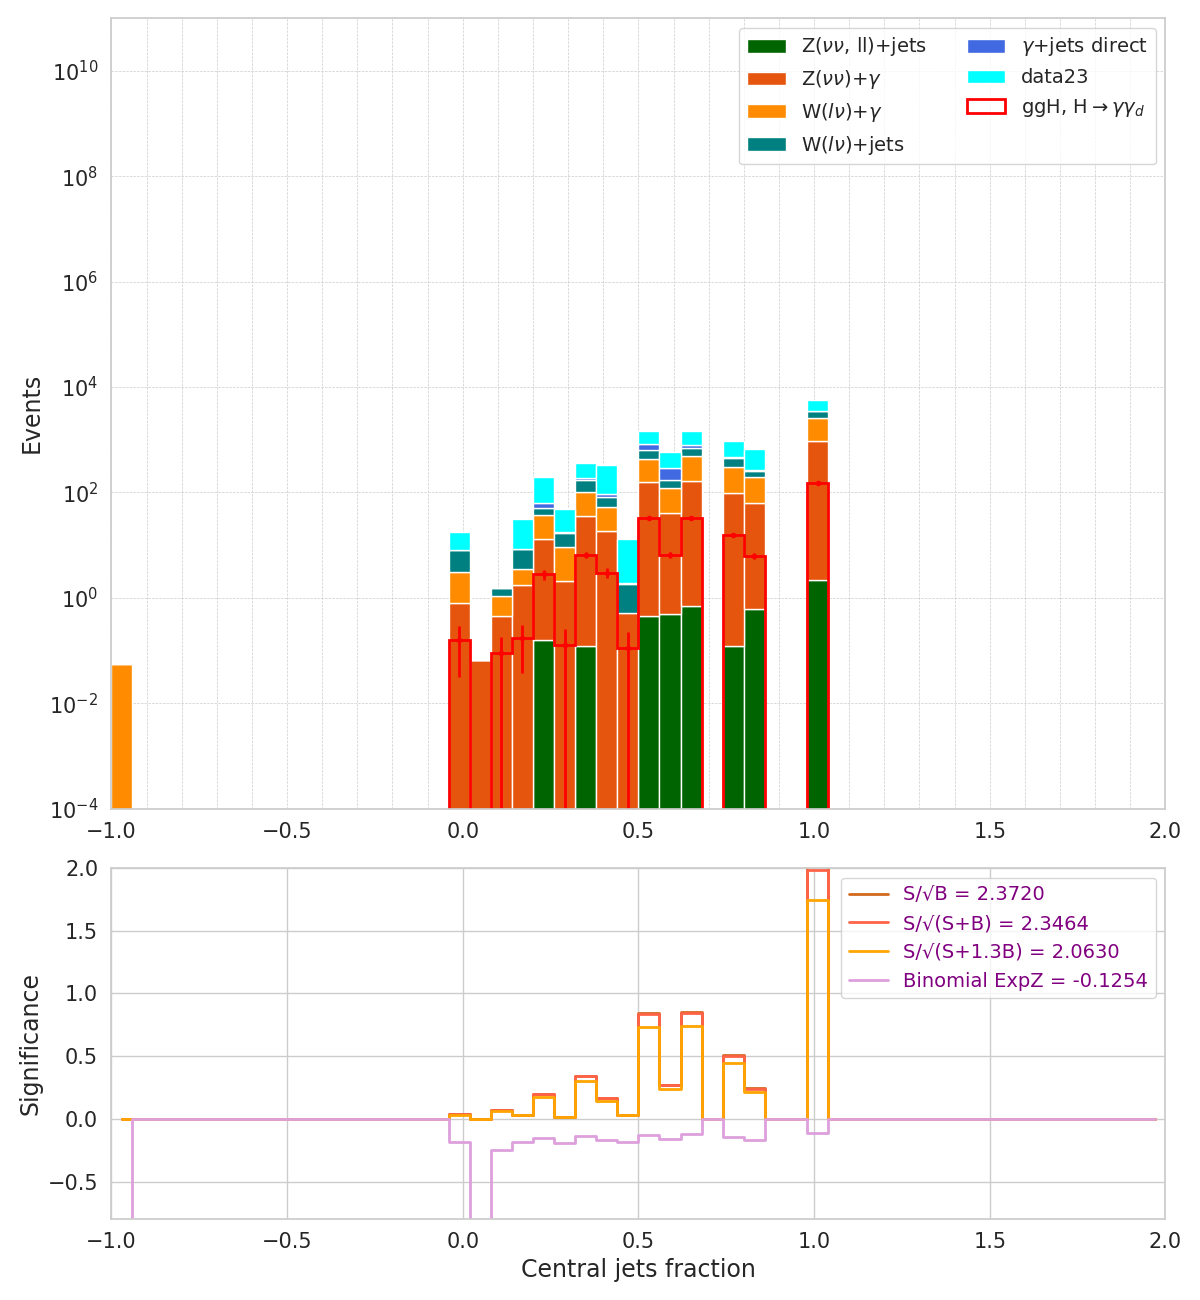 Z(νν, ll)+jets
Z(νν)+γ
W(lν)+γ
W(lν)+jets
γ+jets direct
data23
ggH, H→γγ_d
Events
10^10
10^8
10^6
10^4
10^2
10^0
10^−2
10^−4
−1.0 −0.5 0.0 0.5 1.0 1.5 2.0
S/√B = 2.3720
S/√(S+B) = 2.3464
S/√(S+1.3B) = 2.0630
Binomial ExpZ = -0.1254
Significance
2.0
1.5
1.0
0.5
0.0
−0.5
−1.0 −0.5 0.0 0.5 1.0 1.5 2.0
Central jets fraction